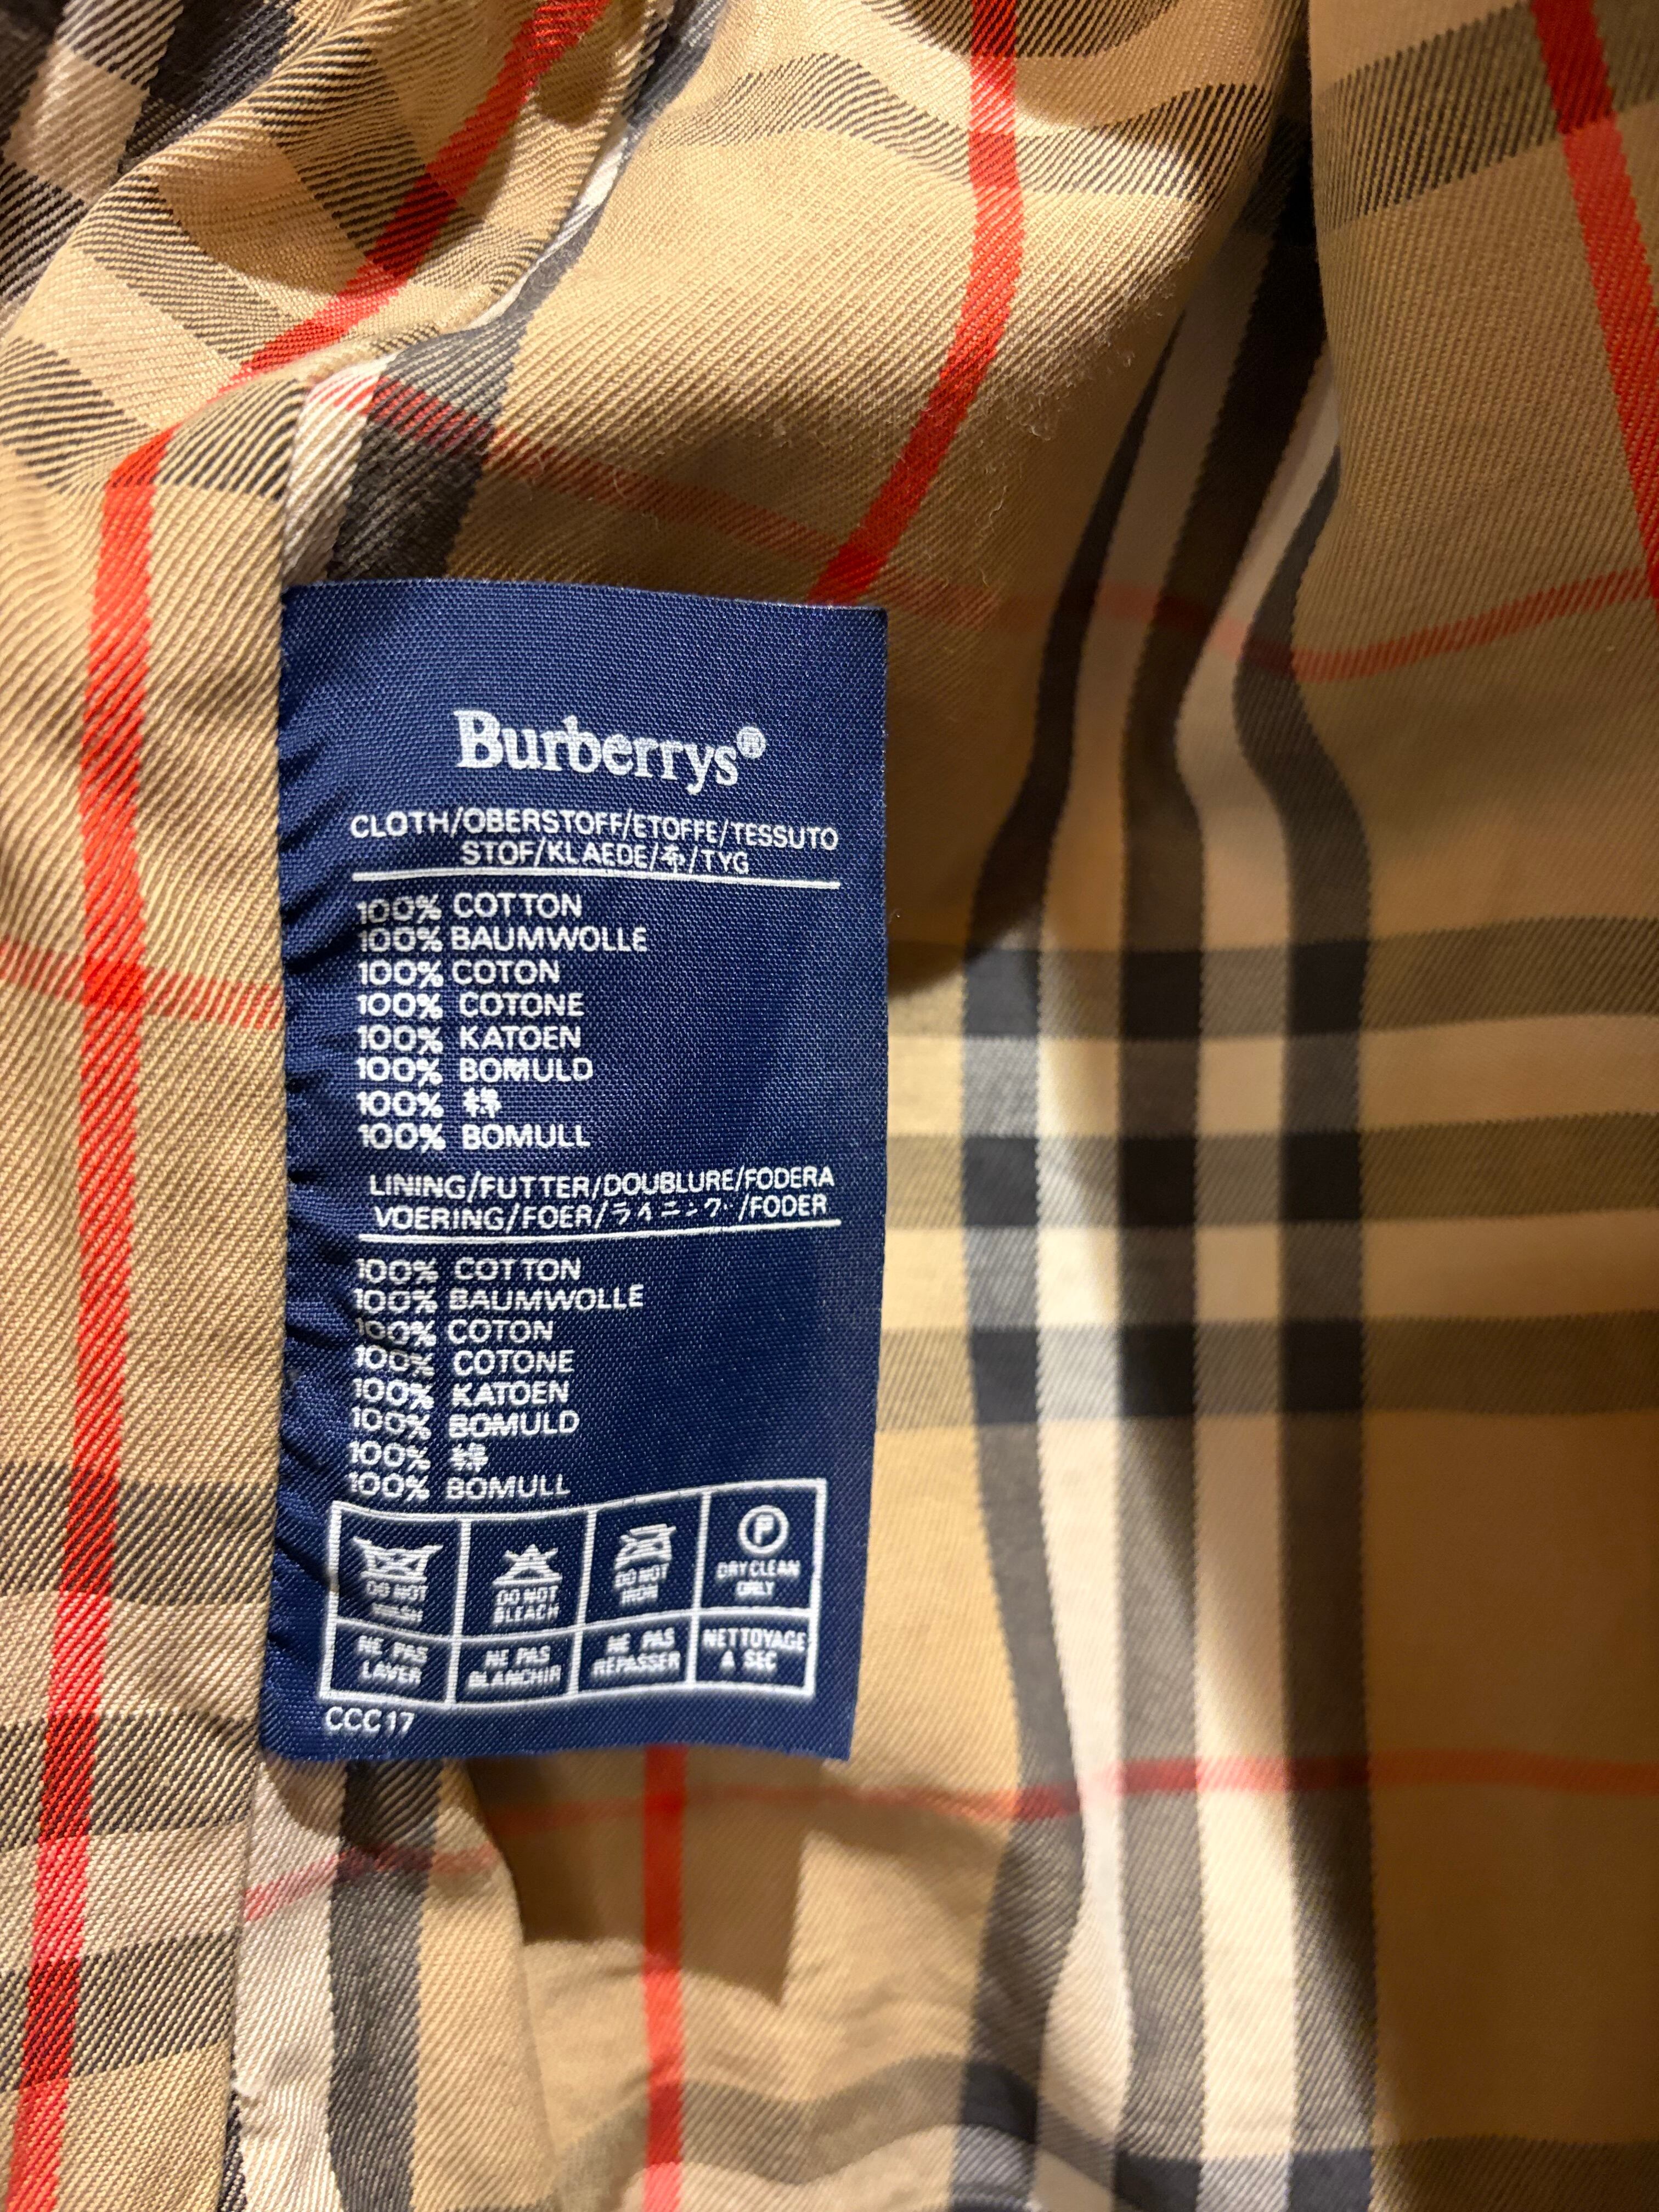 Burberrys®
CLOTH/OBERSTOFF/ETOFFE/TESSUTO
STOF/KLAEDE/布/TYG
100% COTTON
100% BAUMWOLLE
100% COTON
100% COTONE
100% KATOEN
100% BOMULD
100% 綿
100% BOMULL
LINING/FUTTER/DOUBLURE/FODERA
VOERING/FOER/ライニング/FODER
100% COTTON
100% BAUMWOLLE
100% COTON
100% COTONE
100% KATOEN
100% BOMULD
100% 綿
100% BOMULL
DO NOT
WASH
DO NOT
BLEACH
DO NOT
IRON
P
DRYCLEAN
ONLY
NE PAS
LAVER
NE PAS
BLANCHIR
NE PAS
REPASSER
NETTOYAGE
A SEC
CCC17